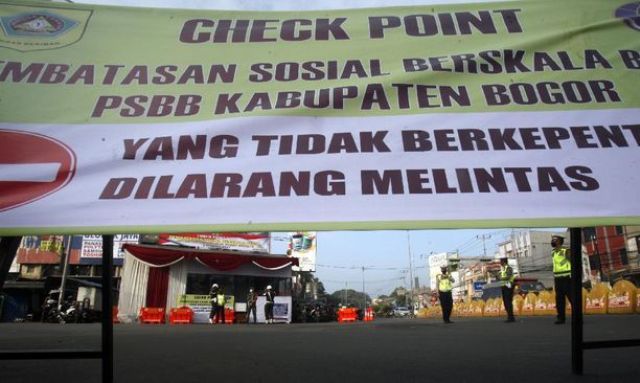 CHECK POINT
MBATASAN SOSIAL BERSKALA B
PSBB KABUPATEN BOGOR
YANG TIDAK BERKEPENT
DILARANG MELINTAS